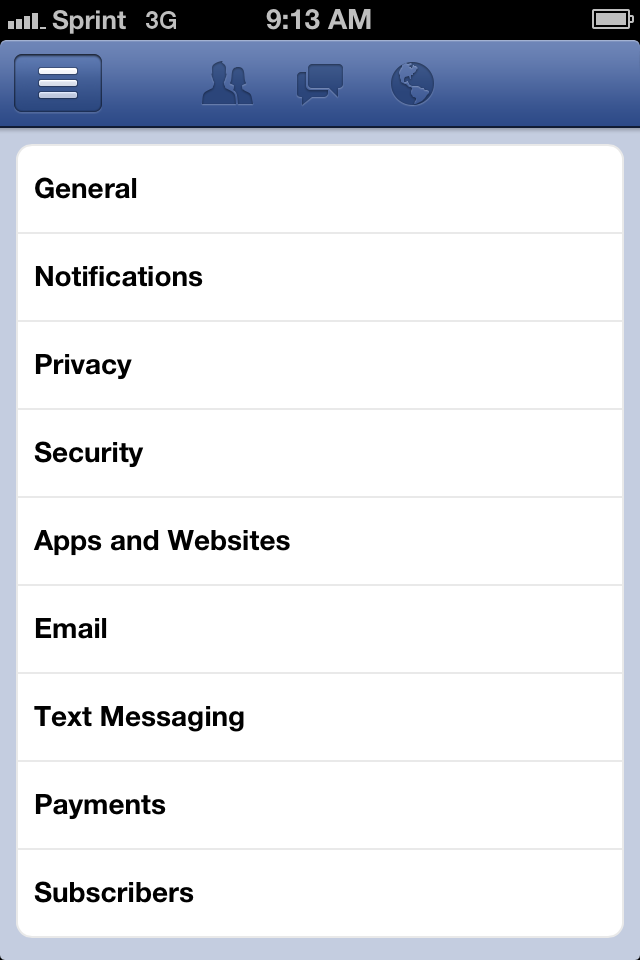 Sprint 3G 9:13 AM
General
Notifications
Privacy
Security
Apps and Websites
Email
Text Messaging
Payments
Subscribers